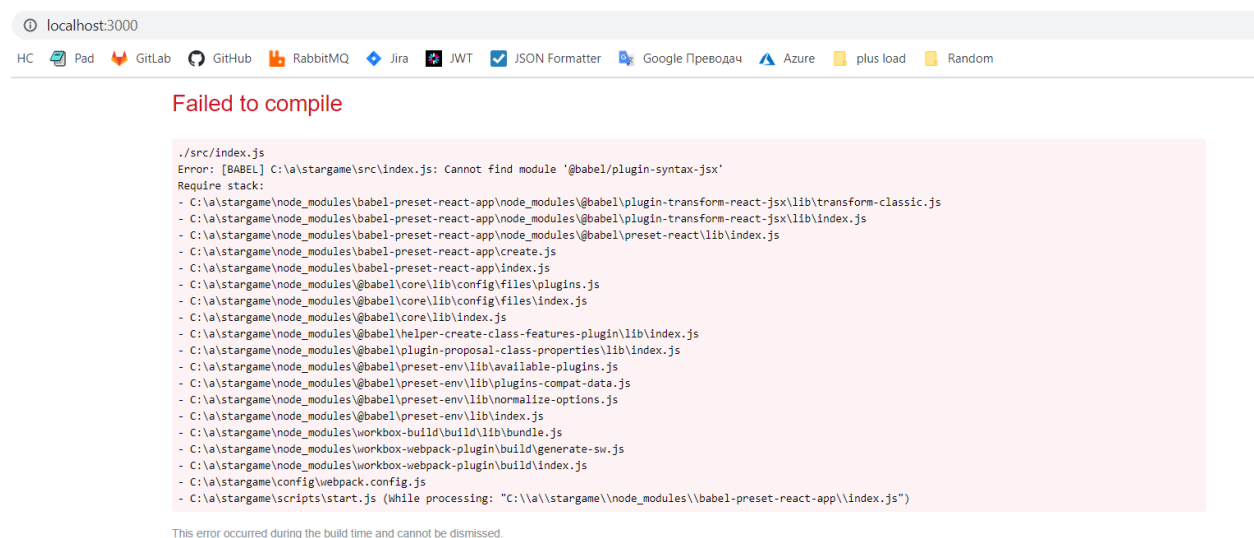 localhost:3000
HC Pad GitLab GitHub RabbitMQ Jira JWT JSON Formatter Google Преводач Azure plus load Random
Failed to compile
./src/index.js
Error: [BABEL] C:\a\stargame\src\index.js: Cannot find module '@babel/plugin-syntax-jsx'
Require stack:
- C:\a\stargame\node_modules\babel-preset-react-app\node_modules\@babel\plugin-transform-react-jsx\lib\transform-classic.js
- C:\a\stargame\node_modules\babel-preset-react-app\node_modules\@babel\plugin-transform-react-jsx\lib\index.js
- C:\a\stargame\node_modules\babel-preset-react-app\node_modules\@babel\preset-react\lib\index.js
- C:\a\stargame\node_modules\babel-preset-react-app\create.js
- C:\a\stargame\node_modules\babel-preset-react-app\index.js
- C:\a\stargame\node_modules\@babel\core\lib\config\files\plugins.js
- C:\a\stargame\node_modules\@babel\core\lib\config\files\index.js
- C:\a\stargame\node_modules\@babel\core\lib\index.js
- C:\a\stargame\node_modules\@babel\helper-create-class-features-plugin\lib\index.js
- C:\a\stargame\node_modules\@babel\plugin-proposal-class-properties\lib\index.js
- C:\a\stargame\node_modules\@babel\preset-env\lib\available-plugins.js
- C:\a\stargame\node_modules\@babel\preset-env\lib\plugins-compat-data.js
- C:\a\stargame\node_modules\@babel\preset-env\lib\normalize-options.js
- C:\a\stargame\node_modules\@babel\preset-env\lib\index.js
- C:\a\stargame\node_modules\workbox-build\build\lib\bundle.js
- C:\a\stargame\node_modules\workbox-webpack-plugin\build\generate-sw.js
- C:\a\stargame\node_modules\workbox-webpack-plugin\build\index.js
- C:\a\stargame\config\webpack.config.js
- C:\a\stargame\scripts\start.js (While processing: "C:\\a\\stargame\\node_modules\\babel-preset-react-app\\index.js")
This error occurred during the build time and cannot be dismissed.